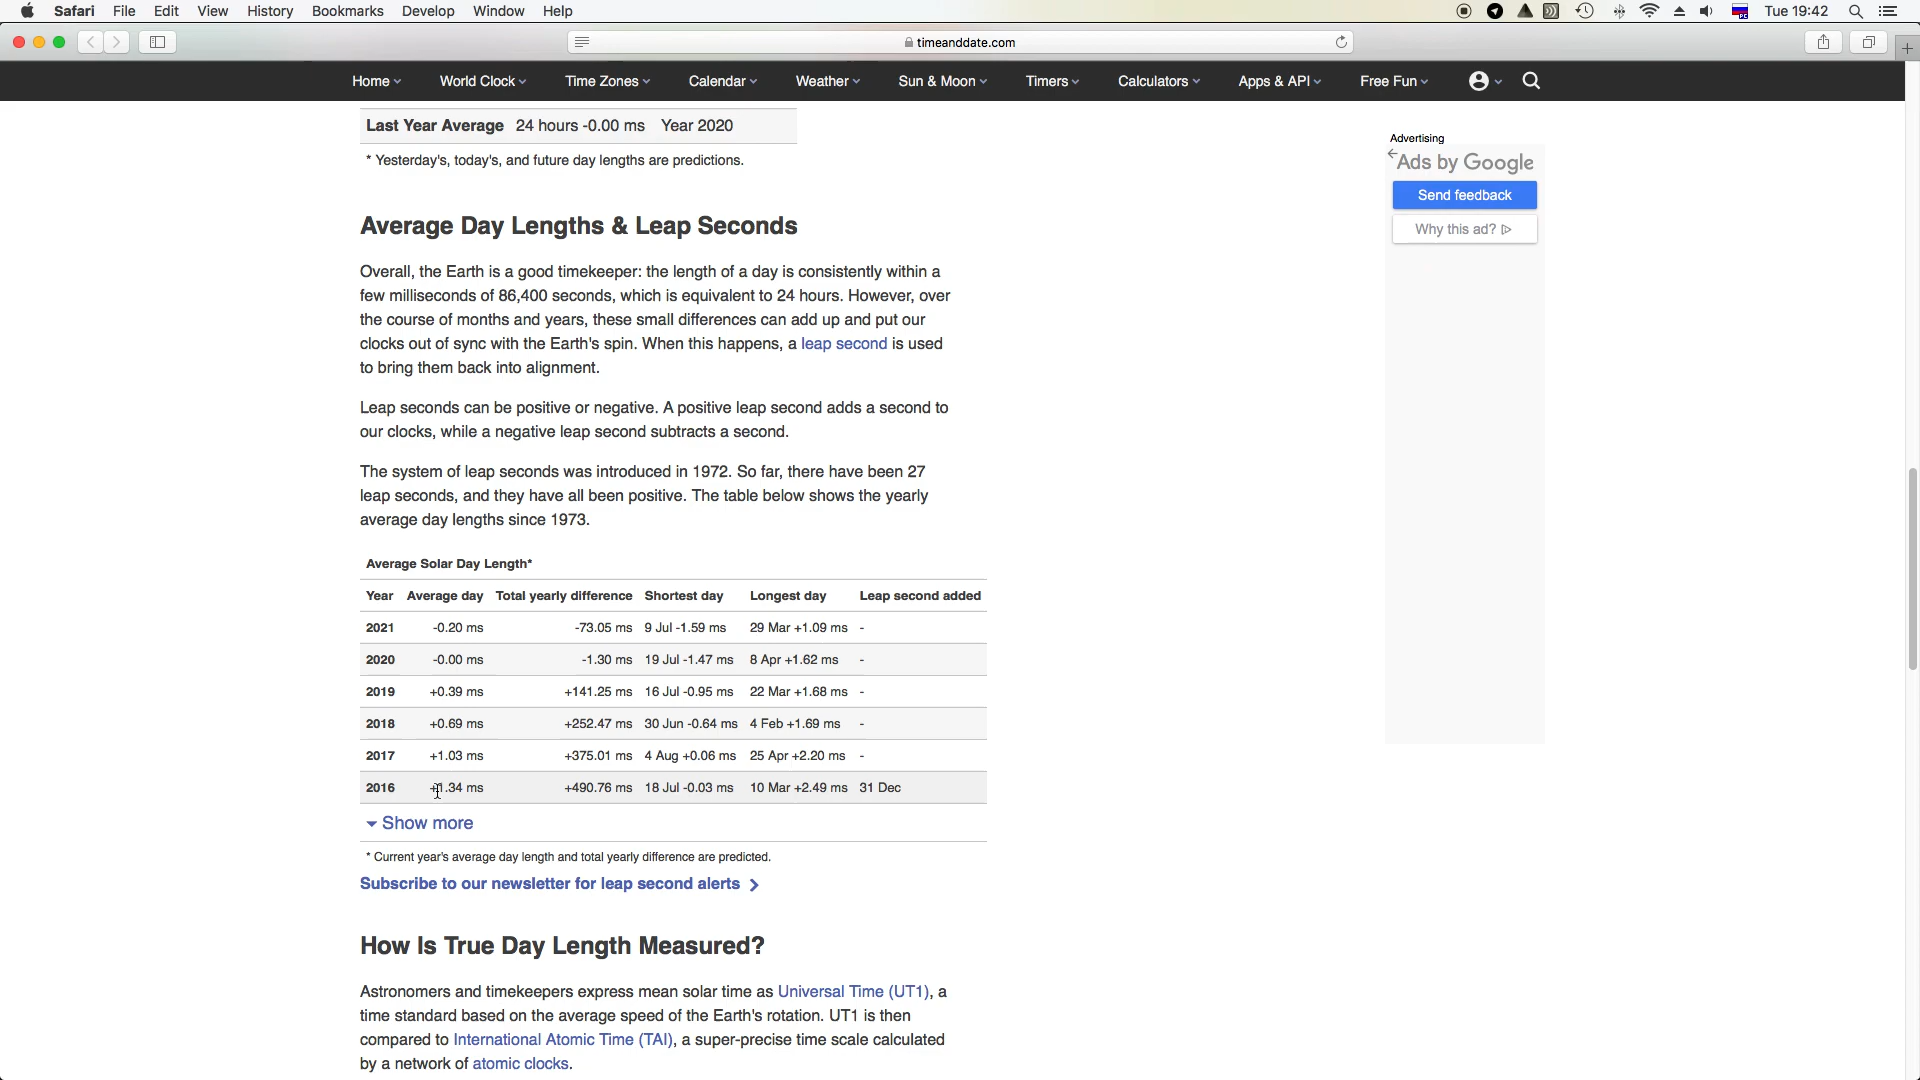 Safari File Edit View History Bookmarks Develop Window Help Tue 19:42
timeanddate.com
Home World Clock Time Zones Calendar Weather Sun & Moon Timers Calculators Apps & API Free Fun
Last Year Average 24 hours -0.00 ms Year 2020
* Yesterday's, today's, and future day lengths are predictions.
Advertising
Ads by Google
Send feedback
Why this ad?
Average Day Lengths & Leap Seconds
Overall, the Earth is a good timekeeper: the length of a day is consistently within a
few milliseconds of 86,400 seconds, which is equivalent to 24 hours. However, over
the course of months and years, these small differences can add up and put our
clocks out of sync with the Earth's spin. When this happens, a leap second is used
to bring them back into alignment.
Leap seconds can be positive or negative. A positive leap second adds a second to
our clocks, while a negative leap second subtracts a second.
The system of leap seconds was introduced in 1972. So far, there have been 27
leap seconds, and they have all been positive. The table below shows the yearly
average day lengths since 1973.
Average Solar Day Length*
Year Average day Total yearly difference Shortest day Longest day Leap second added
2021 -0.20 ms -73.05 ms 9 Jul -1.59 ms 29 Mar +1.09 ms -
2020 -0.00 ms -1.30 ms 19 Jul -1.47 ms 8 Apr +1.62 ms -
2019 +0.39 ms +141.25 ms 16 Jul -0.95 ms 22 Mar +1.68 ms -
2018 +0.69 ms +252.47 ms 30 Jun -0.64 ms 4 Feb +1.69 ms -
2017 +1.03 ms +375.01 ms 4 Aug +0.06 ms 25 Apr +2.20 ms -
2016 +1.34 ms +490.76 ms 18 Jul -0.03 ms 10 Mar +2.49 ms 31 Dec
Show more
* Current year's average day length and total yearly difference are predicted.
Subscribe to our newsletter for leap second alerts
How Is True Day Length Measured?
Astronomers and timekeepers express mean solar time as Universal Time (UT1), a
time standard based on the average speed of the Earth's rotation. UT1 is then
compared to International Atomic Time (TAI), a super-precise time scale calculated
by a network of atomic clocks.